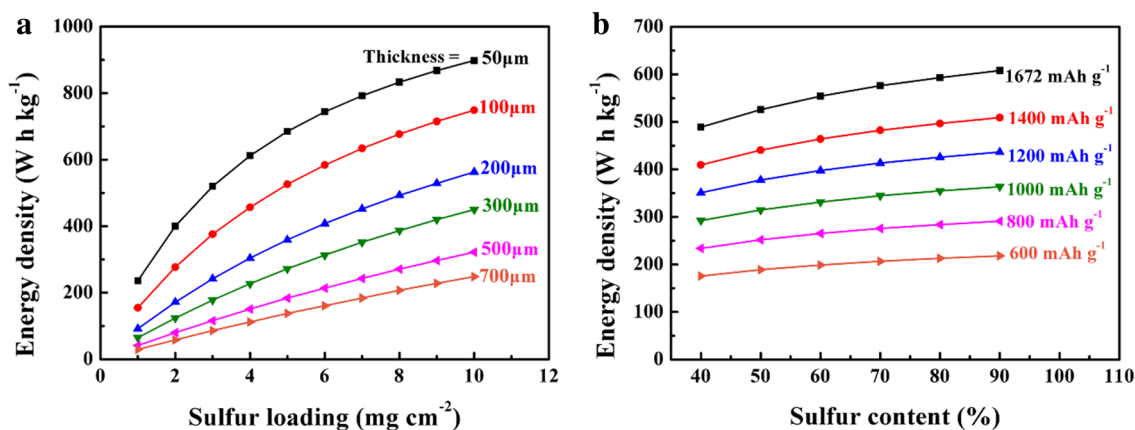 a
Energy density (W h kg⁻¹)
1000
800
600
400
200
0
0 2 4 6 8 10 12
Sulfur loading (mg cm⁻²)
Thickness = 50μm
100μm
200μm
300μm
500μm
700μm
b
Energy density (W h kg⁻¹)
700
600
500
400
300
200
100
0
40 50 60 70 80 90 100 110
Sulfur content (%)
1672 mAh g⁻¹
1400 mAh g⁻¹
1200 mAh g⁻¹
1000 mAh g⁻¹
800 mAh g⁻¹
600 mAh g⁻¹